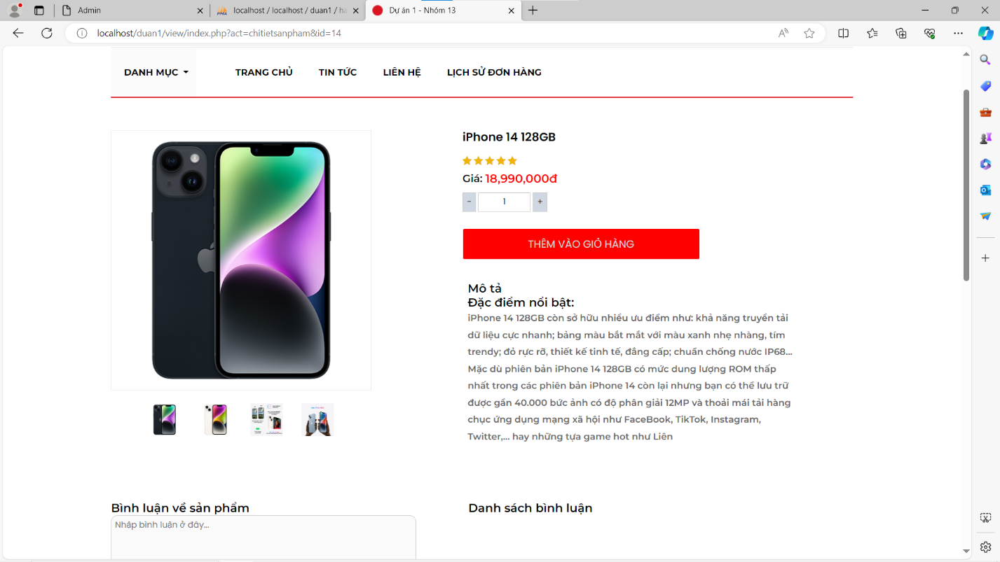 Admin
localhost / localhost / duan1 / ha
Dự án 1 - Nhóm 13
localhost/duan1/view/index.php?act=chitietsanpham&id=14
DANH MỤC
TRANG CHỦ
TIN TỨC
LIÊN HỆ
LỊCH SỬ ĐƠN HÀNG
iPhone 14 128GB
Giá: 18,990,000đ
- 1 +
THÊM VÀO GIỎ HÀNG
Mô tả
Đặc điểm nổi bật:
iPhone 14 128GB còn sở hữu nhiều ưu điểm như: khả năng truyền tải
dữ liệu cực nhanh; bảng màu bắt mắt với màu xanh nhẹ nhàng, tím
trendy; đỏ rực rỡ, thiết kế tinh tế, đẳng cấp; chuẩn chống nước IP68...
Mặc dù phiên bản iPhone 14 128GB có mức dung lượng ROM thấp
nhất trong các phiên bản iPhone 14 còn lại nhưng bạn có thể lưu trữ
được gần 40.000 bức ảnh có độ phân giải 12MP và thoải mái tải hàng
chục ứng dụng mạng xã hội như FaceBook, TikTok, Instagram,
Twitter,... hay những tựa game hot như Liên
Bình luận về sản phẩm
Nhập bình luận ở đây...
Danh sách bình luận